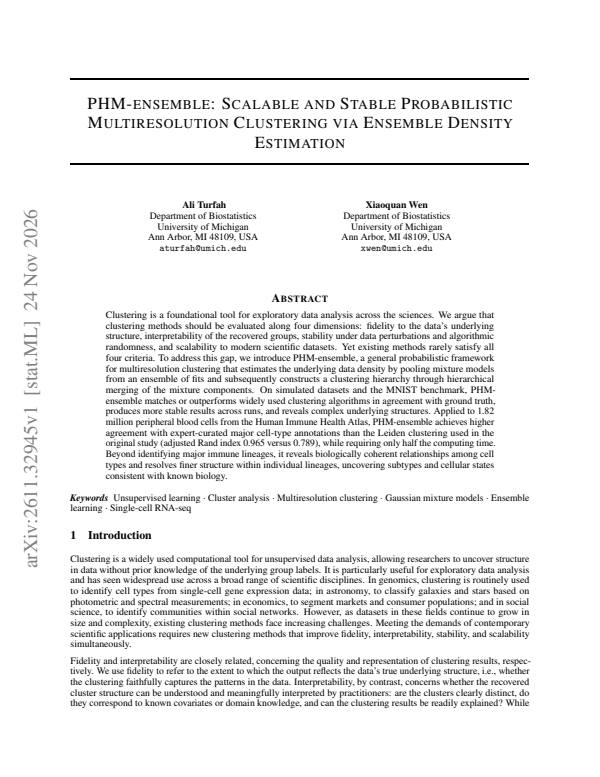 PHM-ENSEMBLE: SCALABLE AND STABLE PROBABILISTIC
MULTIRESOLUTION CLUSTERING VIA ENSEMBLE DENSITY
ESTIMATION
Ali Turfah
Department of Biostatistics
University of Michigan
Ann Arbor, MI 48109, USA
aturfah@umich.edu
Xiaoquan Wen
Department of Biostatistics
University of Michigan
Ann Arbor, MI 48109, USA
xwen@umich.edu
arXiv:2611.32945v1 [stat.ML] 24 Nov 2026
ABSTRACT
Clustering is a foundational tool for exploratory data analysis across the sciences. We argue that
clustering methods should be evaluated along four dimensions: fidelity to the data's underlying
structure, interpretability of the recovered groups, stability under data perturbations and algorithmic
randomness, and scalability to modern scientific datasets. Yet existing methods rarely satisfy all
four criteria. To address this gap, we introduce PHM-ensemble, a general probabilistic framework
for multiresolution clustering that estimates the underlying data density by pooling mixture models
from an ensemble of fits and subsequently constructs a clustering hierarchy through hierarchical
merging of the mixture components. On simulated datasets and the MNIST benchmark, PHM-
ensemble matches or outperforms widely used clustering algorithms in agreement with ground truth,
produces more stable results across runs, and reveals complex underlying structures. Applied to 1.82
million peripheral blood cells from the Human Immune Health Atlas, PHM-ensemble achieves higher
agreement with expert-curated major cell-type annotations than the Leiden clustering used in the
original study (adjusted Rand index 0.965 versus 0.789), while requiring only half the computing time.
Beyond identifying major immune lineages, it reveals biologically coherent relationships among cell
types and resolves finer structure within individual lineages, uncovering subtypes and cellular states
consistent with known biology.
Keywords Unsupervised learning · Cluster analysis · Multiresolution clustering · Gaussian mixture models · Ensemble
learning · Single-cell RNA-seq
1 Introduction
Clustering is a widely used computational tool for unsupervised data analysis, allowing researchers to uncover structure
in data without prior knowledge of the underlying group labels. It is particularly useful for exploratory data analysis
and has seen widespread use across a broad range of scientific disciplines. In genomics, clustering is routinely used
to identify cell types from single-cell gene expression data; in astronomy, to classify galaxies and stars based on
photometric and spectral measurements; in economics, to segment markets and consumer populations; and in social
science, to identify communities within social networks. However, as datasets in these fields continue to grow in
size and complexity, existing clustering methods face increasing challenges. Meeting the demands of contemporary
scientific applications requires new clustering methods that improve fidelity, interpretability, stability, and scalability
simultaneously.
Fidelity and interpretability are closely related, concerning the quality and representation of clustering results, respec-
tively. We use fidelity to refer to the extent to which the output reflects the data's true underlying structure, i.e., whether
the clustering faithfully captures the patterns in the data. Interpretability, by contrast, concerns whether the recovered
cluster structure can be understood and meaningfully interpreted by practitioners: are the clusters clearly distinct, do
they correspond to known covariates or domain knowledge, and can the clustering results be readily explained? While